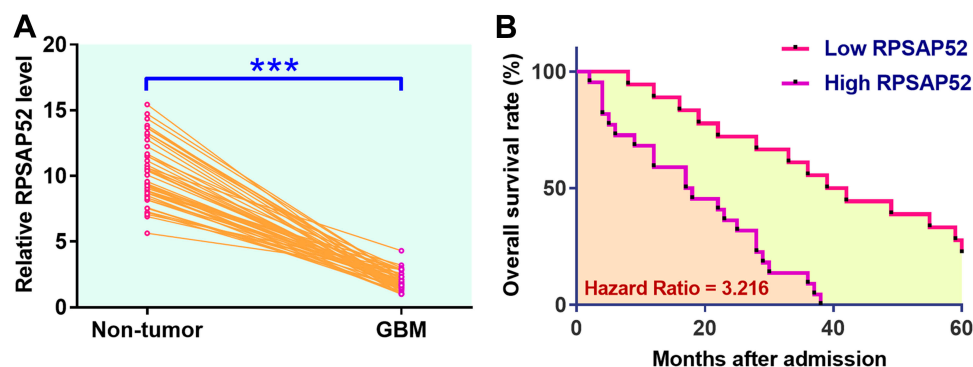 A
Relative RPSAP52 level
20
15
10
5
0
***
Non-tumor
GBM
B
Overall survival rate (%)
100
50
0
Low RPSAP52
High RPSAP52
Hazard Ratio = 3.216
0
20
40
60
Months after admission